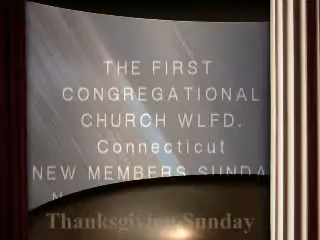 THE FIRST
CONGREGATIONAL
CHURCH WLFD.
Connecticut
NEW MEMBERS SUNDA
Thanksgiving Sunday